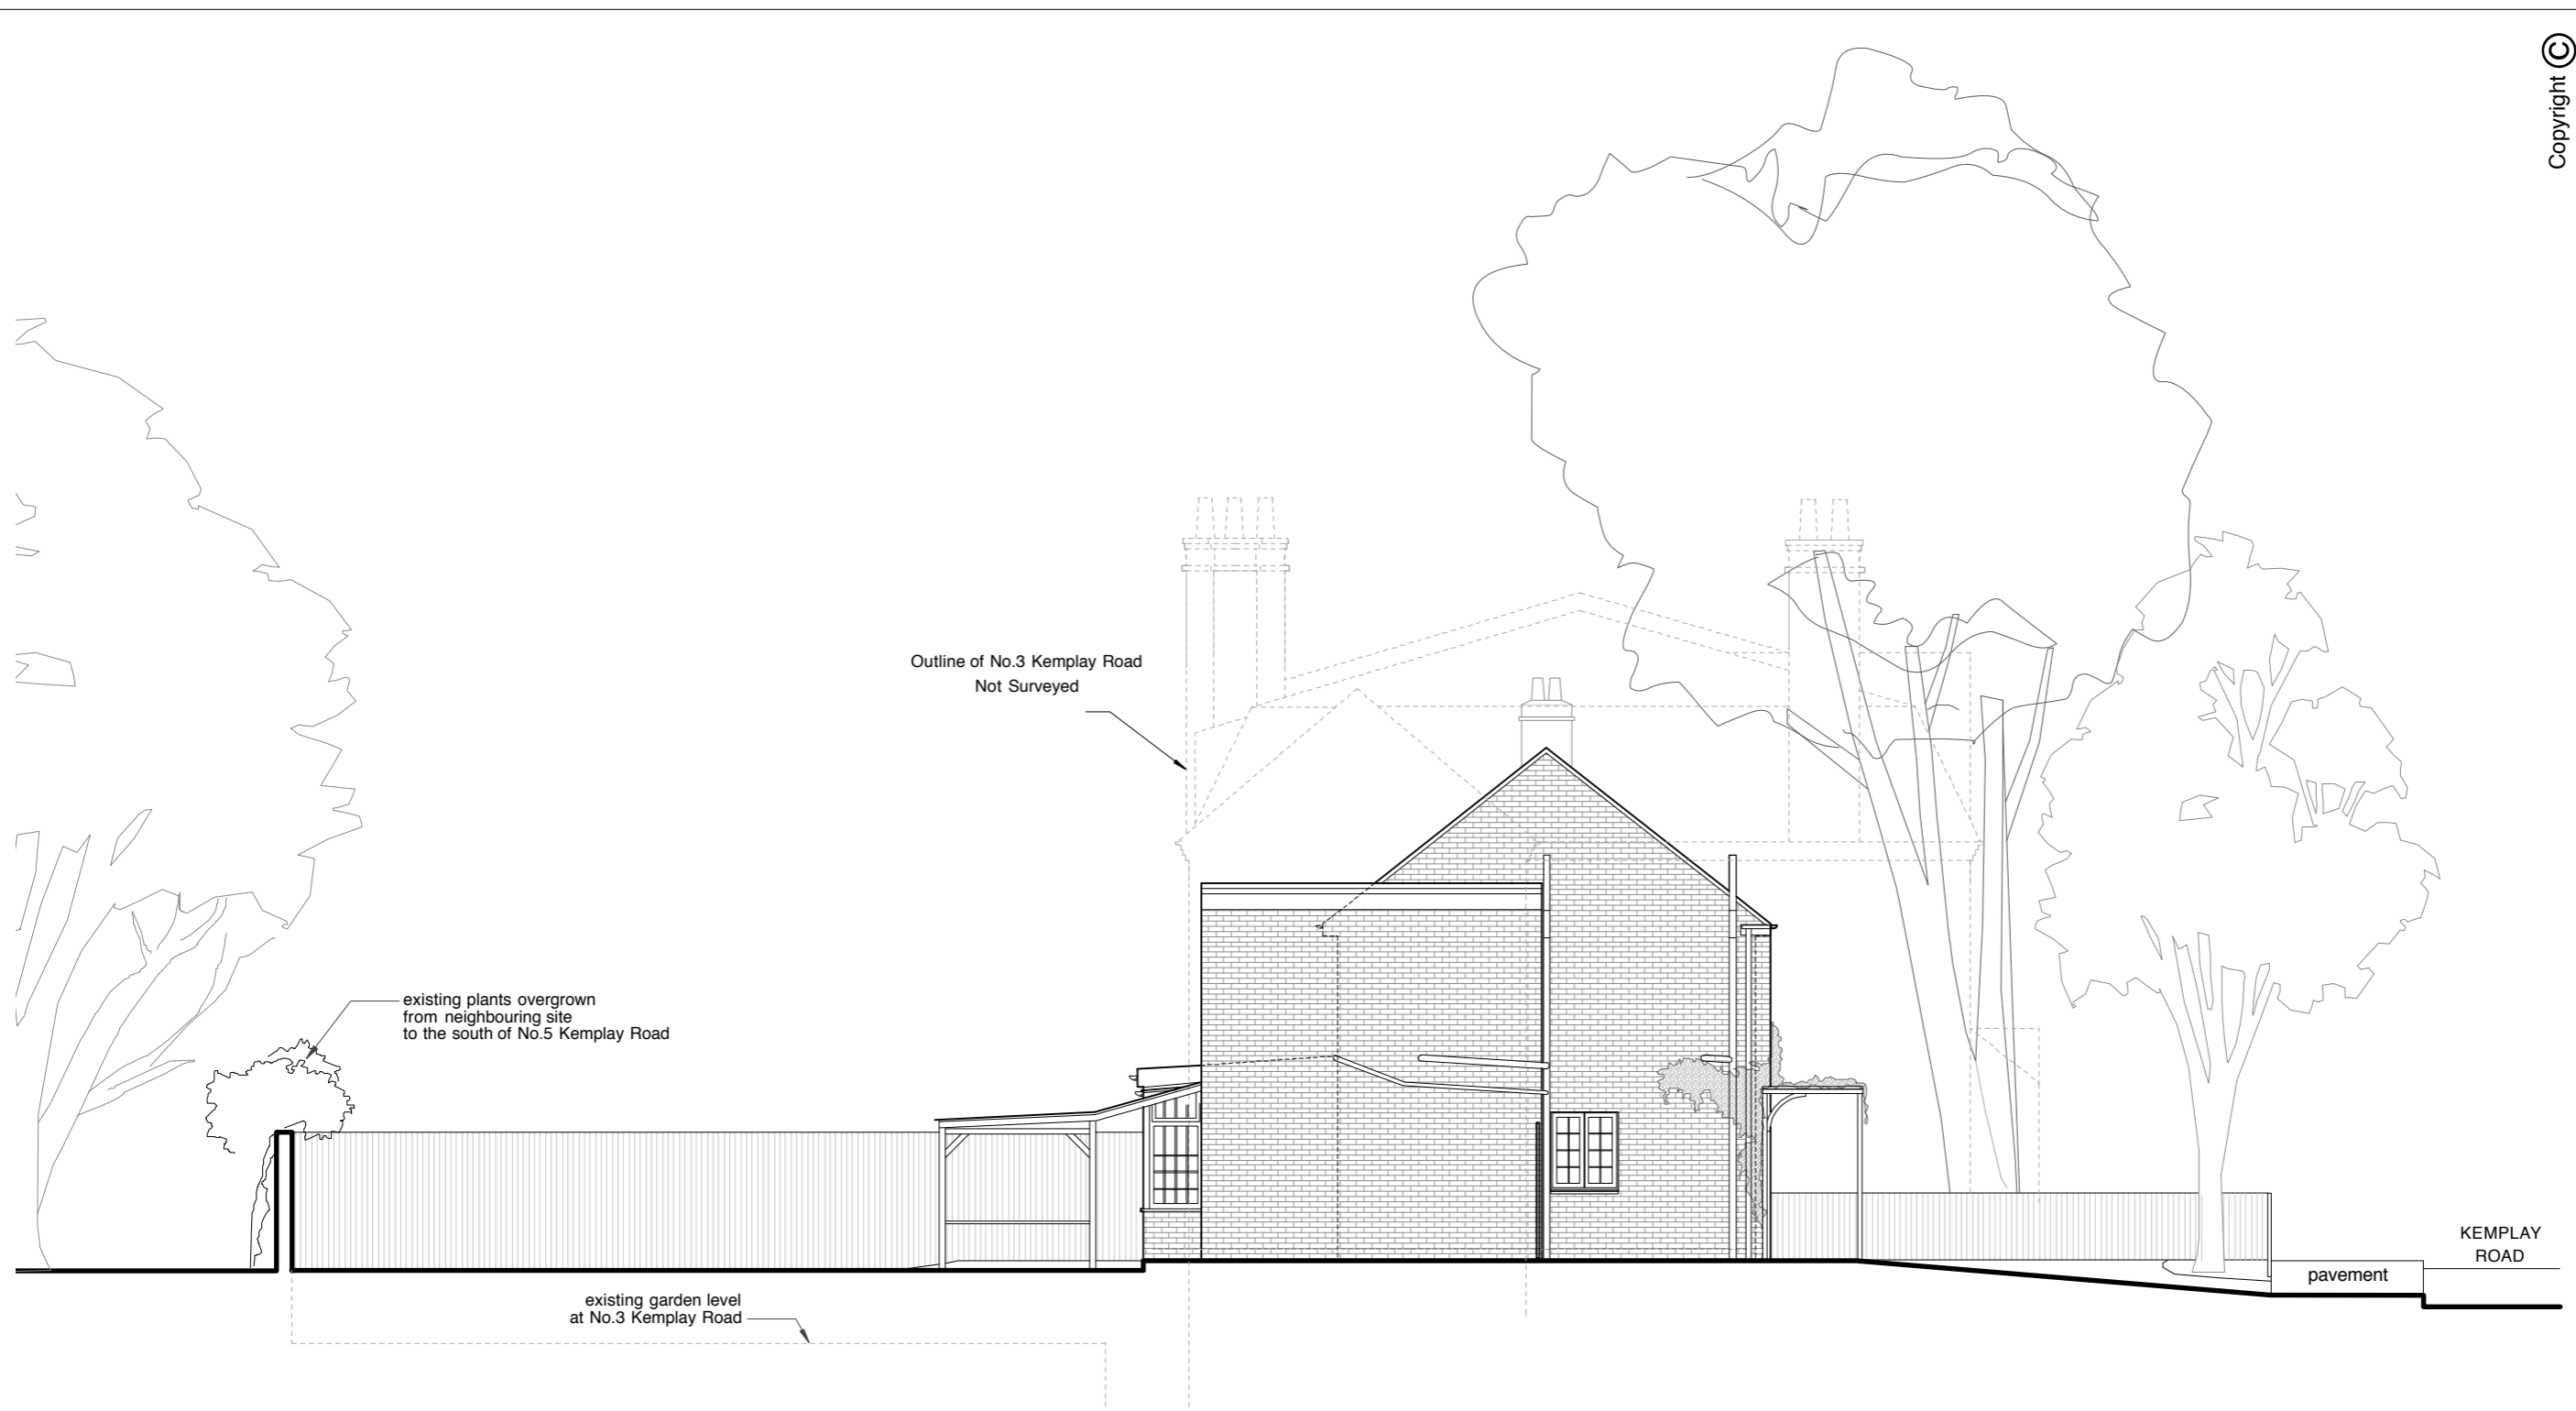 Copyright ©
Outline of No.3 Kemplay Road
Not Surveyed
existing plants overgrown
from neighbouring site
to the south of No.5 Kemplay Road
KEMPLAY
ROAD
pavement
existing garden level
at No.3 Kemplay Road